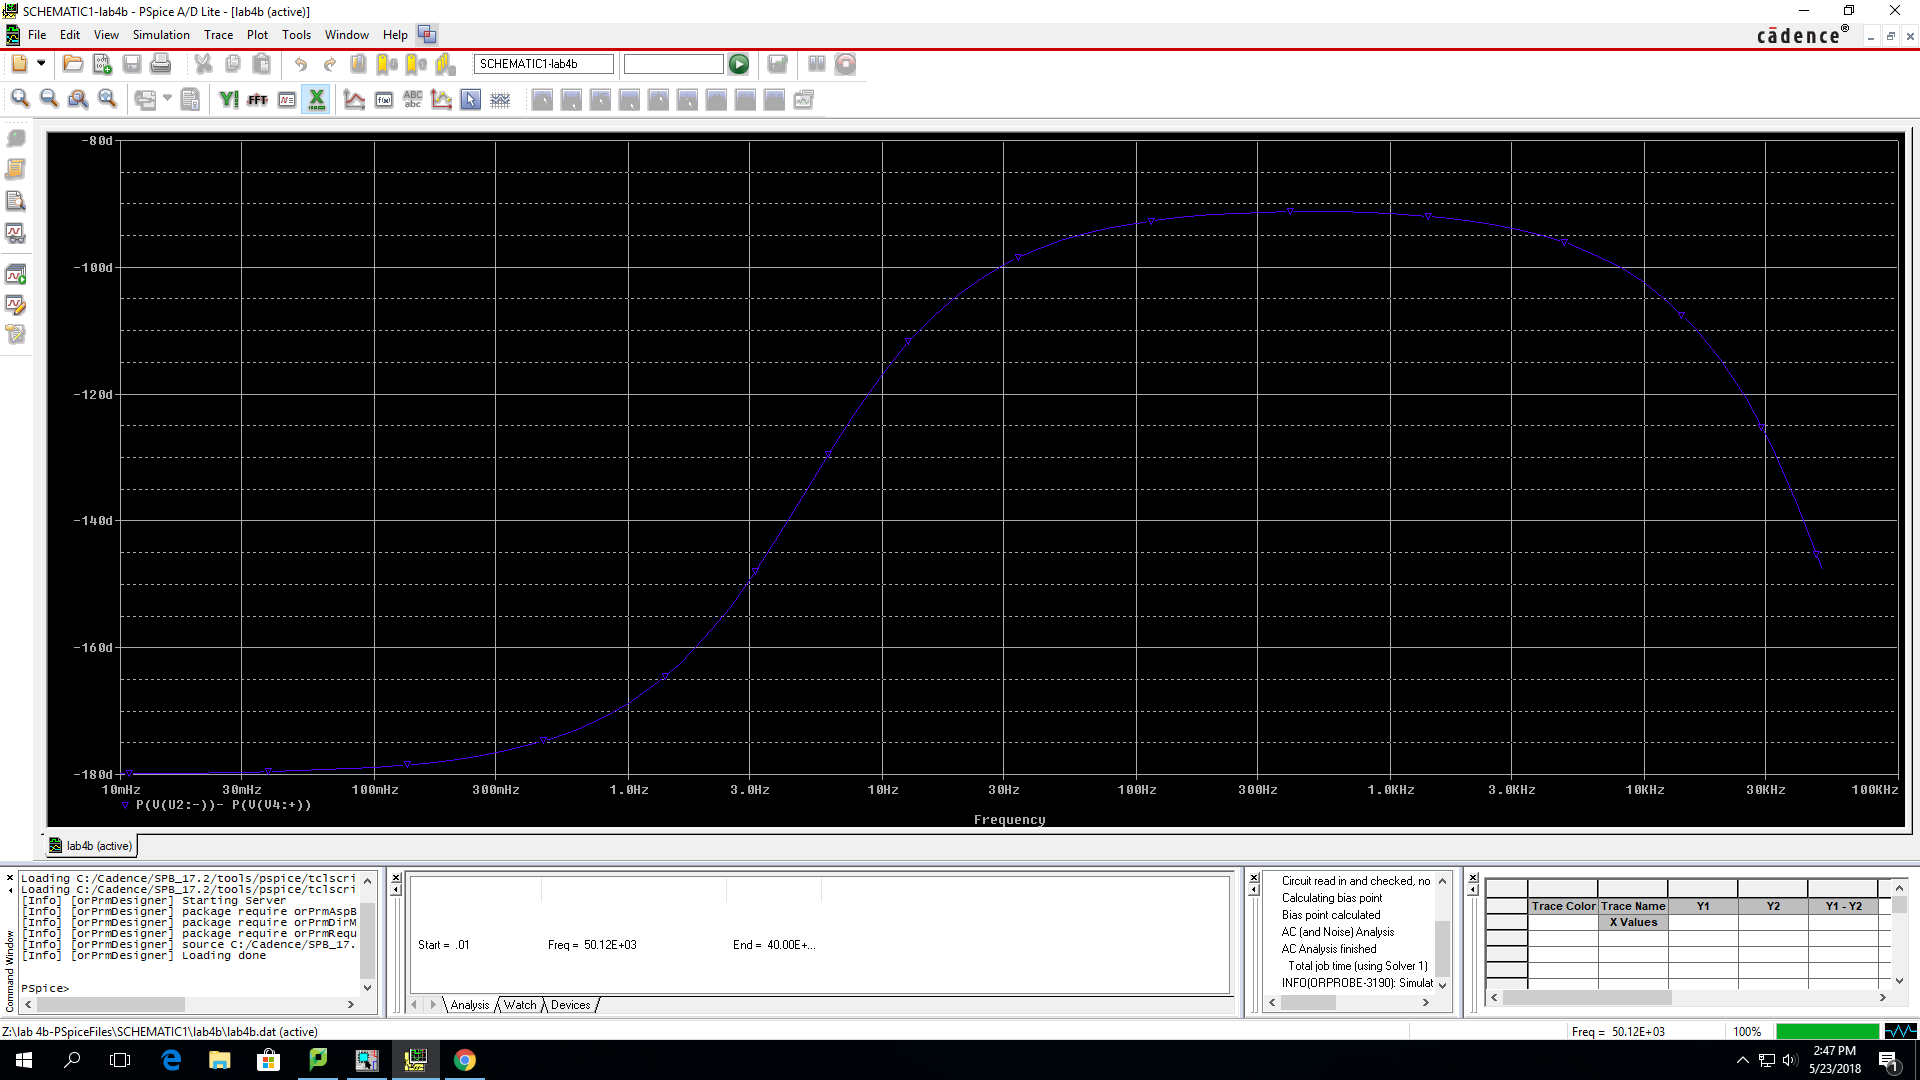 SCHEMATIC1-lab4b - PSpice A/D Lite - [lab4b (active)]
File Edit View Simulation Trace Plot Tools Window Help
cādence®
SCHEMATIC1-lab4b
FFT
ABC
abc
-80d
-100d
-120d
-140d
-160d
-180d
10mHz 30mHz 100mHz 300mHz 1.0Hz 3.0Hz 10Hz 30Hz 100Hz 300Hz 1.0KHz 3.0KHz 10KHz 30KHz 100KHz
P(V(U2:-))- P(V(V4:+))
Frequency
lab4b (active)
Command Window
Loading C:/Cadence/SPB_17.2/tools/pspice/tclscri
Loading C:/Cadence/SPB_17.2/tools/pspice/tclscri
[Info] [orPrmDesigner] Starting Server
[Info] [orPrmDesigner] package require orPrmAspB
[Info] [orPrmDesigner] package require orPrmDirM
[Info] [orPrmDesigner] package require orPrmRequ
[Info] [orPrmDesigner] source C:/Cadence/SPB_17.
[Info] [orPrmDesigner] Loading done
PSpice>
Start = .01 Freq = 50.12E+03 End = 40.00E+...
Analysis Watch Devices
Circuit read in and checked, no
Calculating bias point
Bias point calculated
AC (and Noise) Analysis
AC Analysis finished
Total job time (using Solver 1)
INFO(ORPROBE-3190): Simulat
Trace Color Trace Name Y1 Y2 Y1 - Y2
X Values
Z:\lab 4b-PSpiceFiles\SCHEMATIC1\lab4b\lab4b.dat (active)
Freq = 50.12E+03 100%
2:47 PM
5/23/2018
1